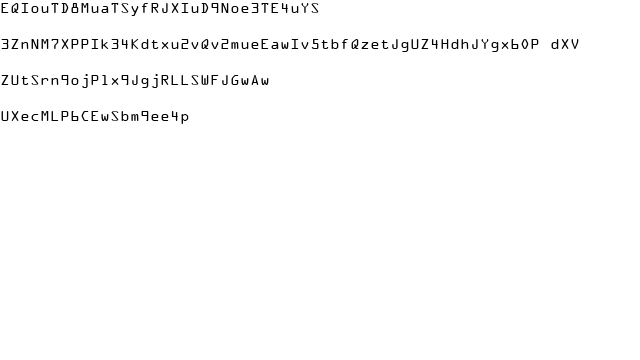 EQIouTD8MuaTSyfRJXIuD9Noe3TE4uYS
3ZnNM7XPPIk34Kdtxu2vQv2mueEawIv5tbfQzetJgUZ4HdhJYgx60P dXV
ZUtSrn9ojPlx9JgjRLLSWFJGwAw
UXecMLP6CEwSbm9ee4p